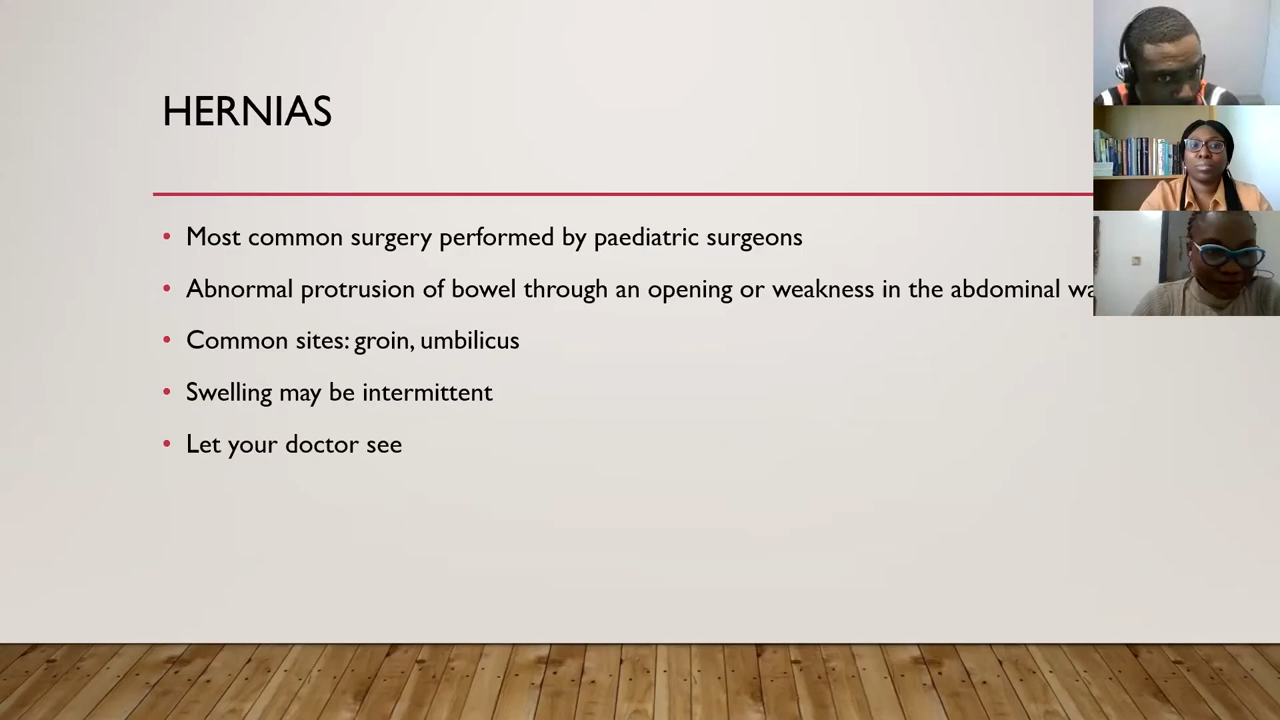 HERNIAS
Most common surgery performed by paediatric surgeons
Abnormal protrusion of bowel through an opening or weakness in the abdominal
Common sites: groin, umbilicus
Swelling may be intermittent
Let your doctor see